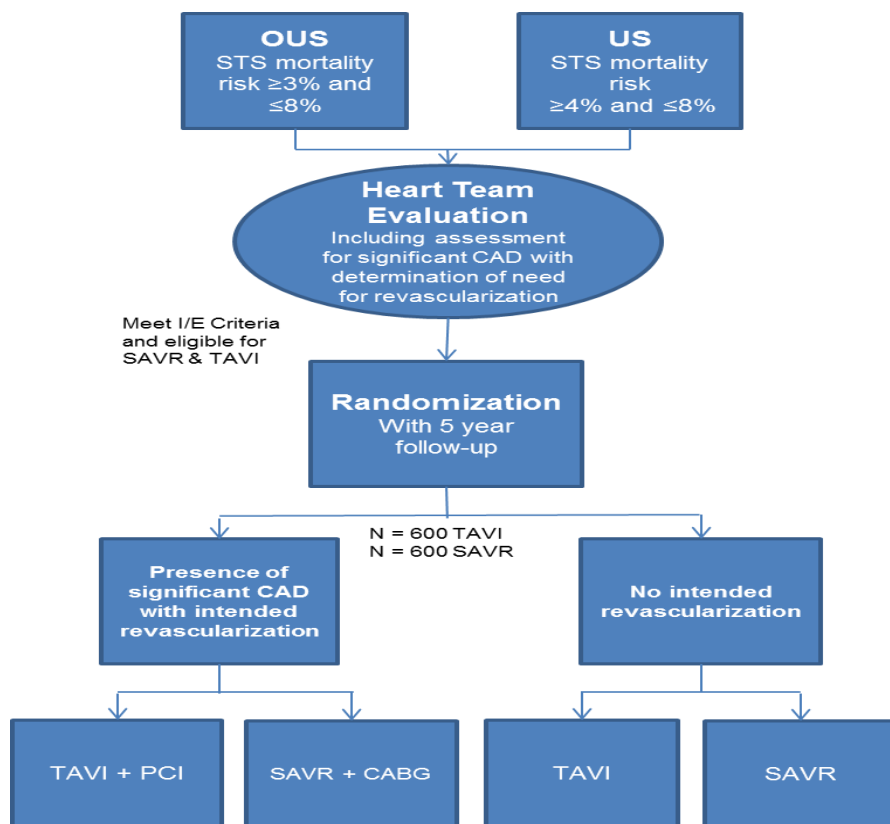 OUS
STS mortality
risk ≥3% and
≤8%
US
STS mortality
risk
≥4% and ≤8%
Heart Team
Evaluation
Including assessment
for significant CAD with
determination of need
for revascularization
Meet I/E Criteria
and eligible for
SAVR & TAVI
Randomization
With 5 year
follow-up
N = 600 TAVI
N = 600 SAVR
Presence of
significant CAD
with intended
revascularization
No intended
revascularization
TAVI + PCI
SAVR + CABG
TAVI
SAVR